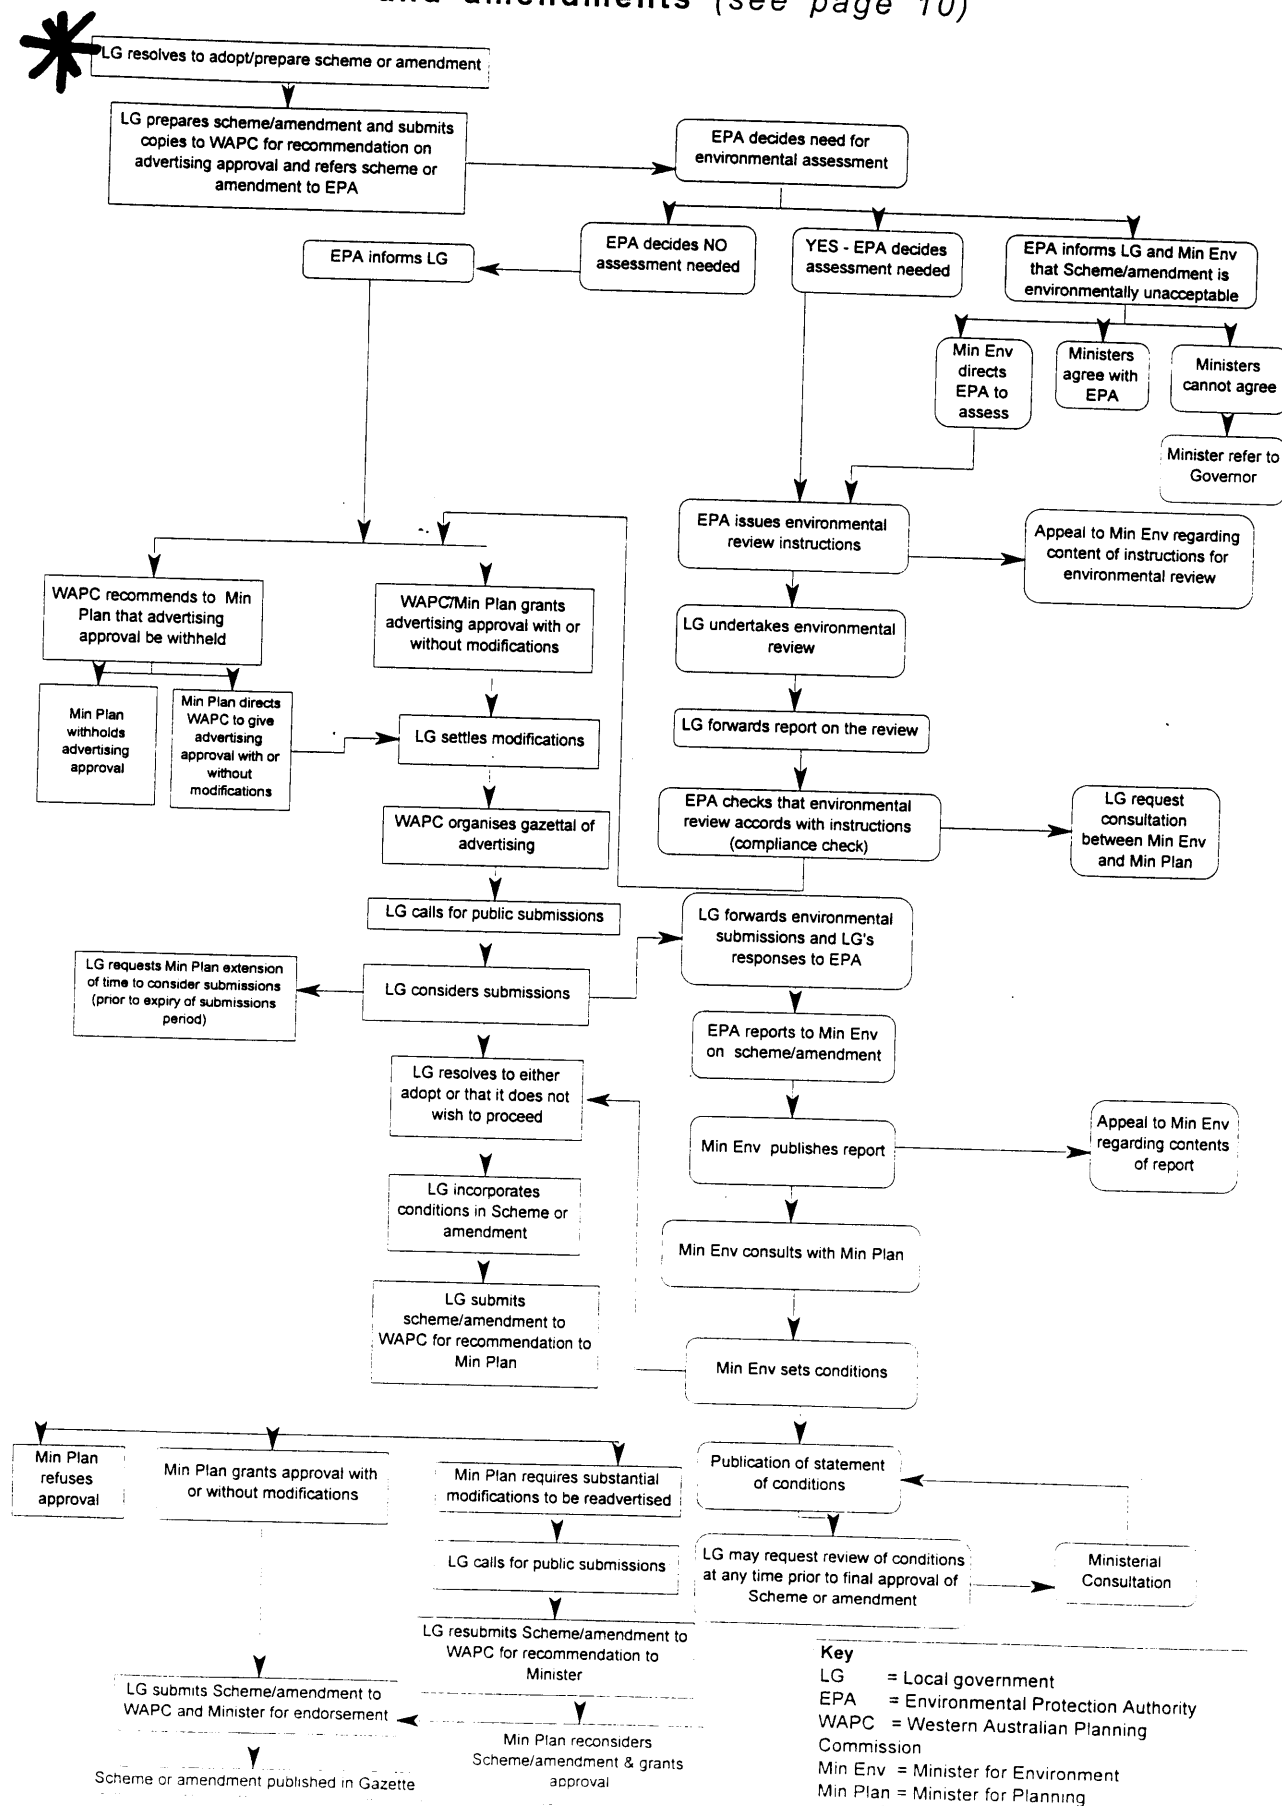 and amendments (see page 10)
LG resolves to adopt/prepare scheme or amendment
LG prepares scheme/amendment and submits
copies to WAPC for recommendation on
advertising approval and refers scheme or
amendment to EPA
EPA decides need for
environmental assessment
EPA informs LG
EPA decides NO
assessment needed
YES - EPA decides
assessment needed
EPA informs LG and Min Env
that Scheme/amendment is
environmentally unacceptable
Min Env
directs
EPA to
assess
Ministers
agree with
EPA
Ministers
cannot agree
Minister refer to
Governor
EPA issues environmental
review instructions
Appeal to Min Env regarding
content of instructions for
environmental review
WAPC recommends to Min
Plan that advertising
approval be withheld
WAPC/Min Plan grants
advertising approval with or
without modifications
LG undertakes environmental
review
Min Plan
withholds
advertising
approval
Min Plan directs
WAPC to give
advertising
approval with or
without
modifications
LG settles modifications
LG forwards report on the review
WAPC organises gazettal of
advertising
EPA checks that environmental
review accords with instructions
(compliance check)
LG request
consultation
between Min Env
and Min Plan
LG calls for public submissions
LG forwards environmental
submissions and LG's
responses to EPA
LG requests Min Plan extension
of time to consider submissions
(prior to expiry of submissions
period)
LG considers submissions
EPA reports to Min Env
on scheme/amendment
LG resolves to either
adopt or that it does not
wish to proceed
Min Env publishes report
Appeal to Min Env
regarding contents
of report
LG incorporates
conditions in Scheme or
amendment
Min Env consults with Min Plan
LG submits
scheme/amendment to
WAPC for recommendation to
Min Plan
Min Env sets conditions
Min Plan
refuses
approval
Min Plan grants approval with
or without modifications
Min Plan requires substantial
modifications to be readvertised
Publication of statement
of conditions
LG calls for public submissions
LG may request review of conditions
at any time prior to final approval of
Scheme or amendment
Ministerial
Consultation
LG resubmits Scheme/amendment to
WAPC for recommendation to
Minister
LG submits Scheme/amendment to
WAPC and Minister for endorsement
Min Plan reconsiders
Scheme/amendment & grants
approval
Scheme or amendment published in Gazette
Key
LG = Local government
EPA = Environmental Protection Authority
WAPC = Western Australian Planning
Commission
Min Env = Minister for Environment
Min Plan = Minister for Planning